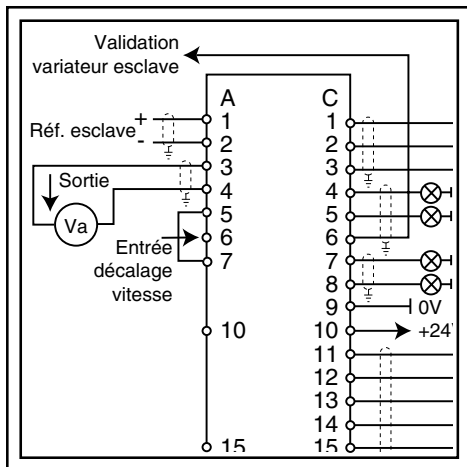 Validation
variateur esclave
A C
+ 1 1
Réf. esclave
- 2 2
3 3
Sortie
4 4
Va
5 5
6 6
Entrée
décalage
vitesse
7 7
8
9 0V
10 10 +24V
11
12
13
14
15 15